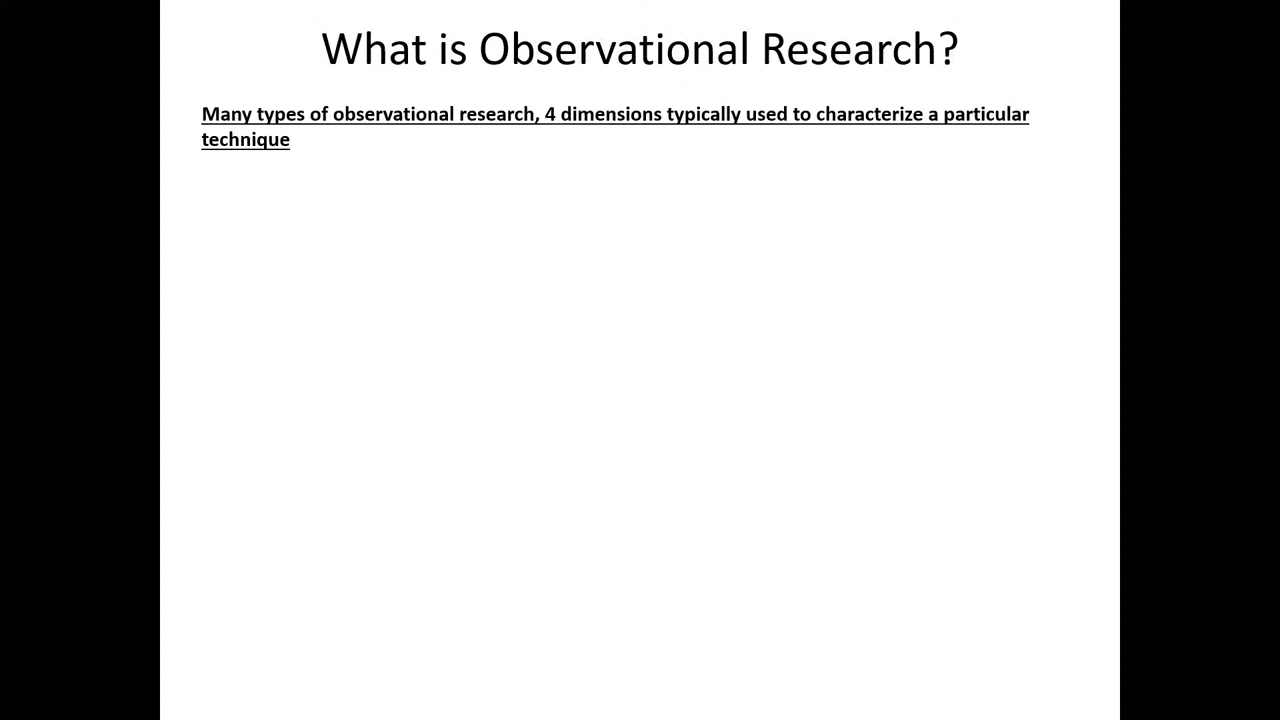 What is Observational Research?
Many types of observational research, 4 dimensions typically used to characterize a particular
technique